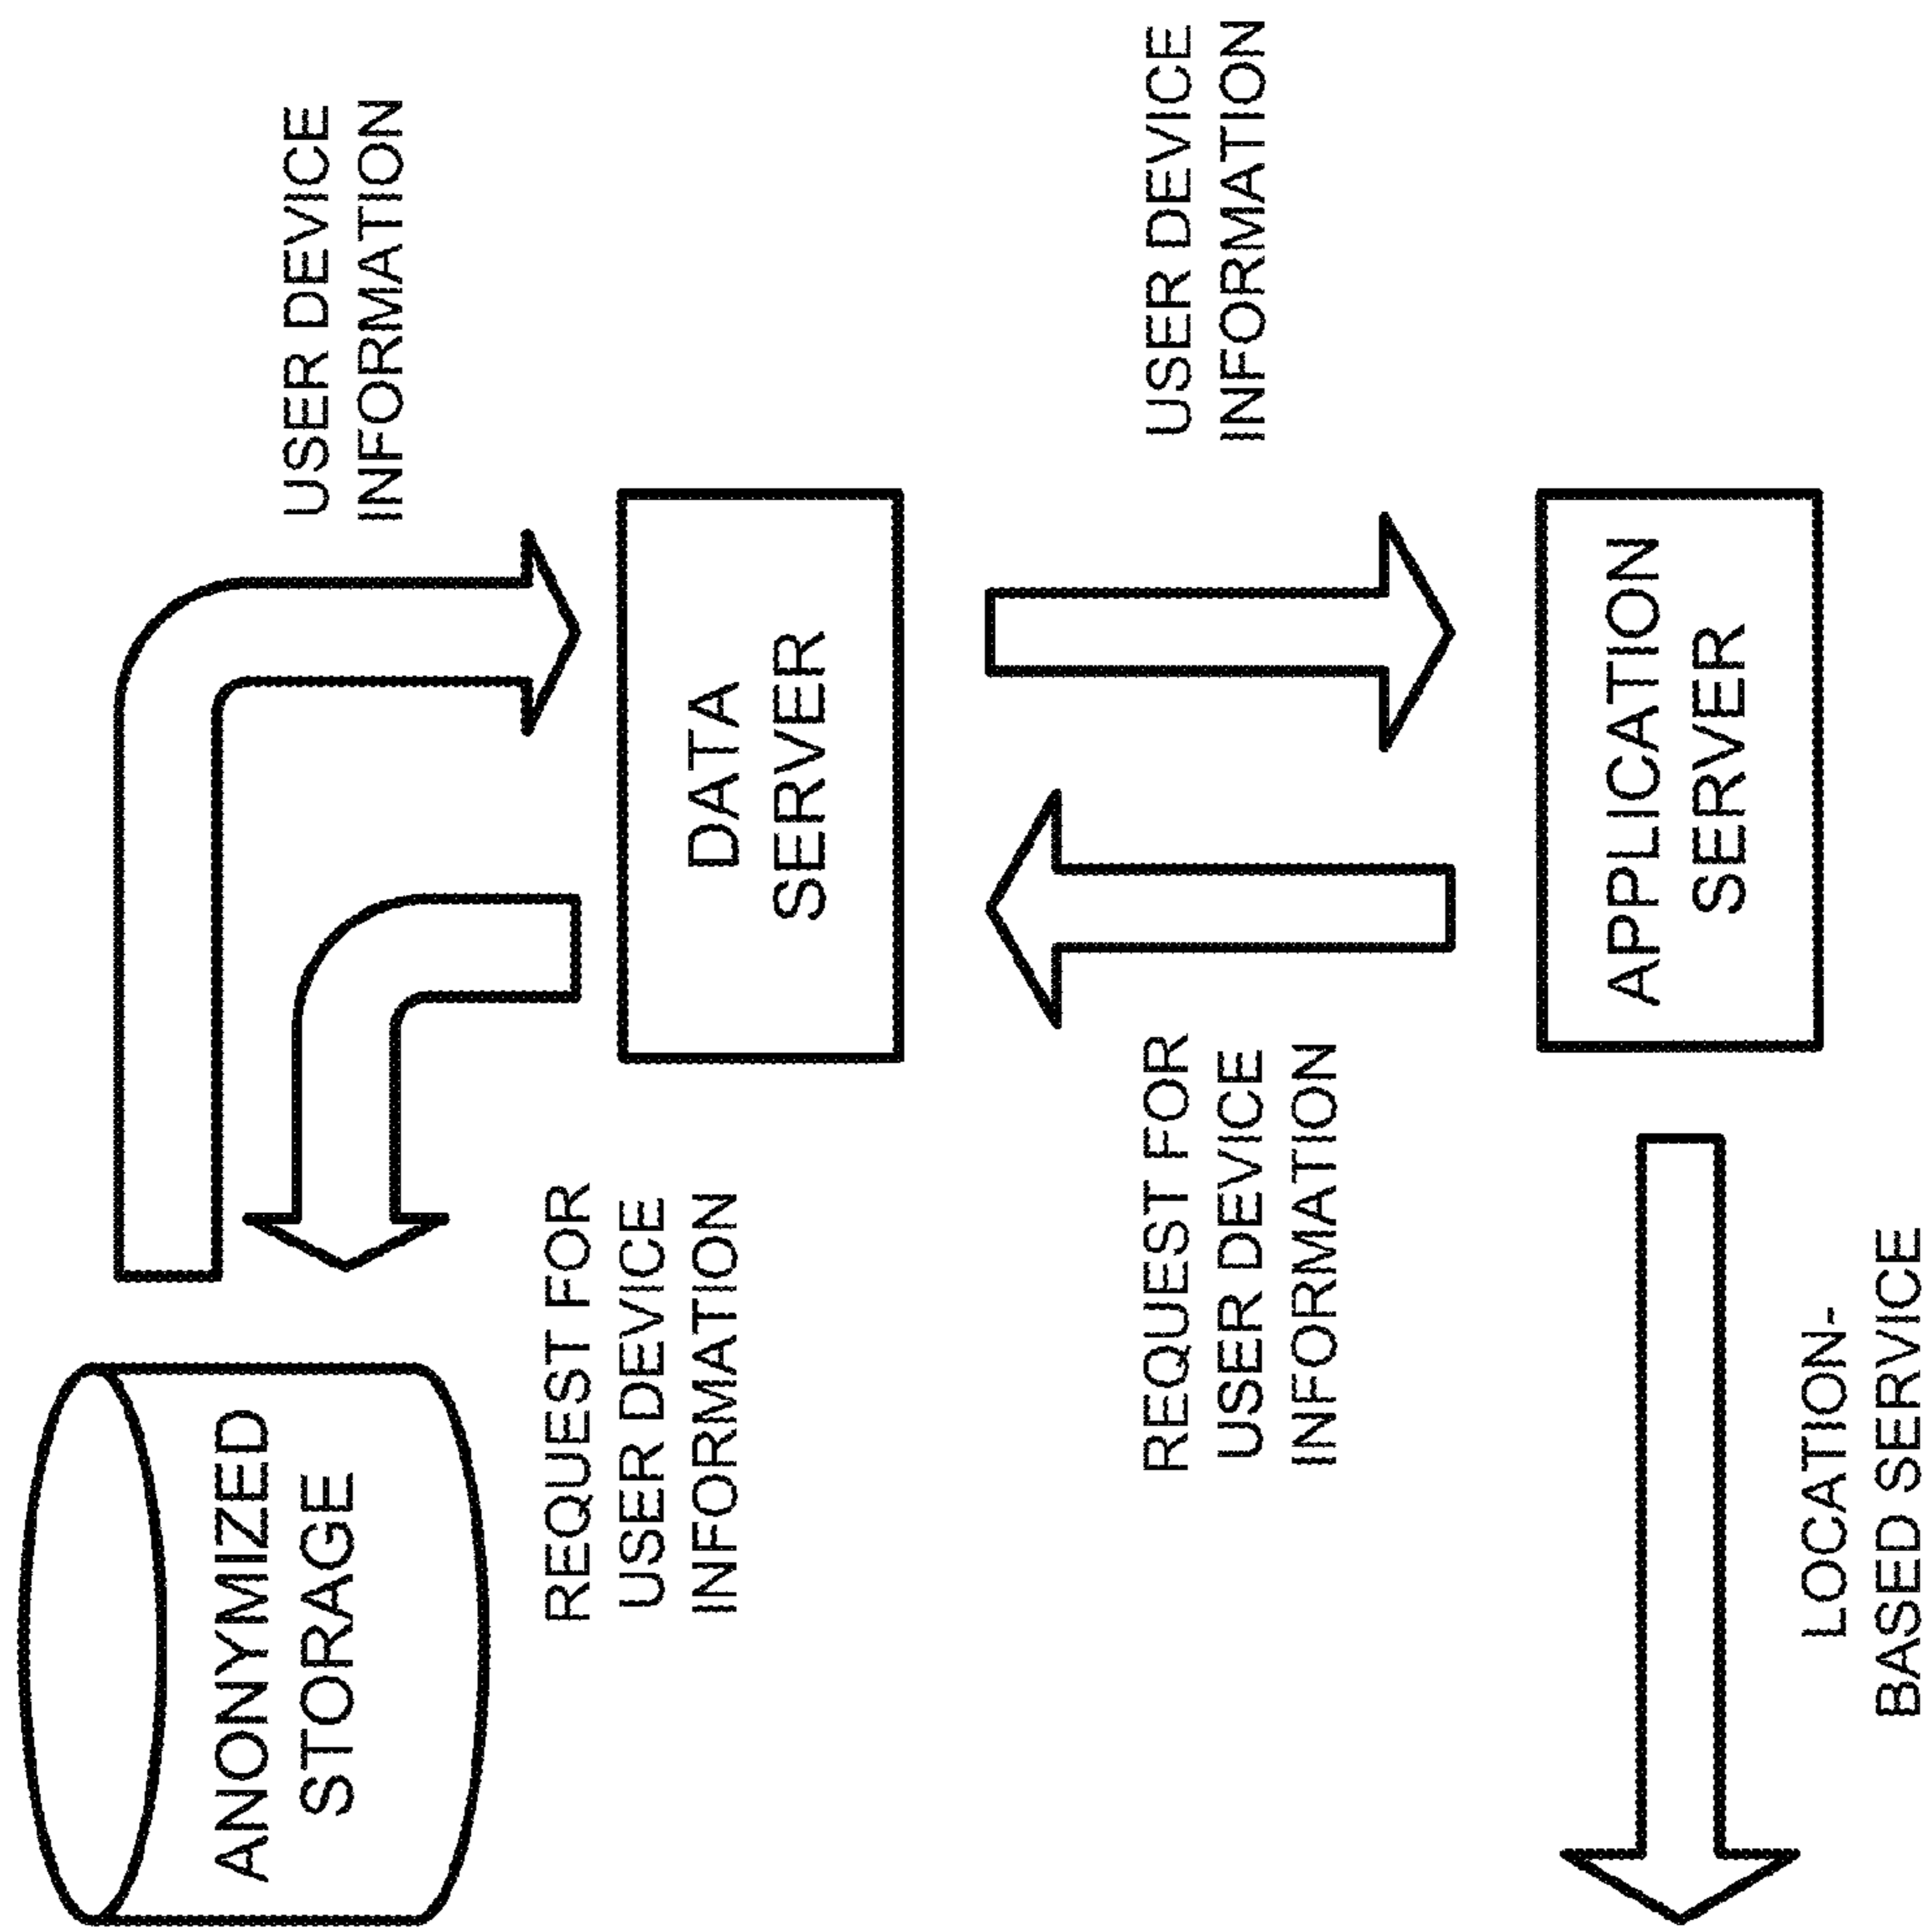 ANONYMIZED
STORAGE
USER DEVICE
INFORMATION
REQUEST FOR
USER DEVICE
INFORMATION
DATA
SERVER
REQUEST FOR
USER DEVICE
INFORMATION
USER DEVICE
INFORMATION
APPLICATION
SERVER
LOCATION-
BASED SERVICE